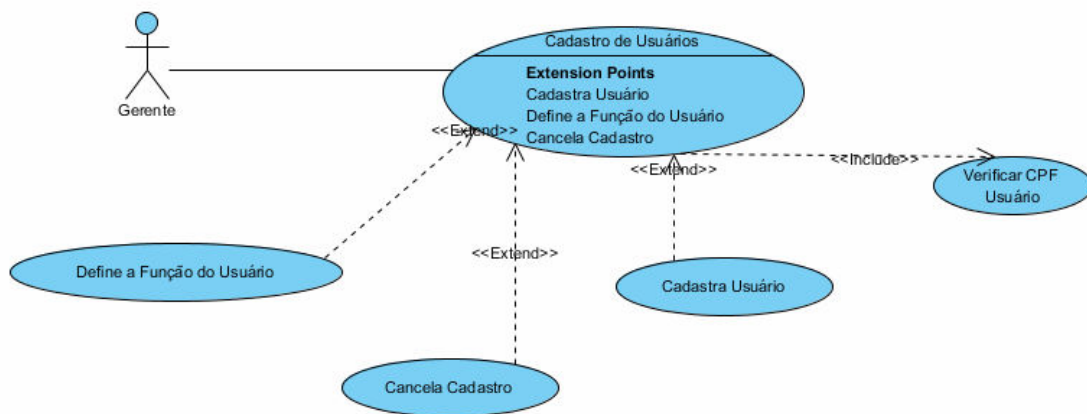 Cadastro de Usuários
Extension Points
Cadastra Usuário
Define a Função do Usuário
Cancela Cadastro
Gerente
<<Extend>>
<<Extend>>
<<Include>>
Verificar CPF
Usuário
<<Extend>>
Define a Função do Usuário
Cadastra Usuário
Cancela Cadastro